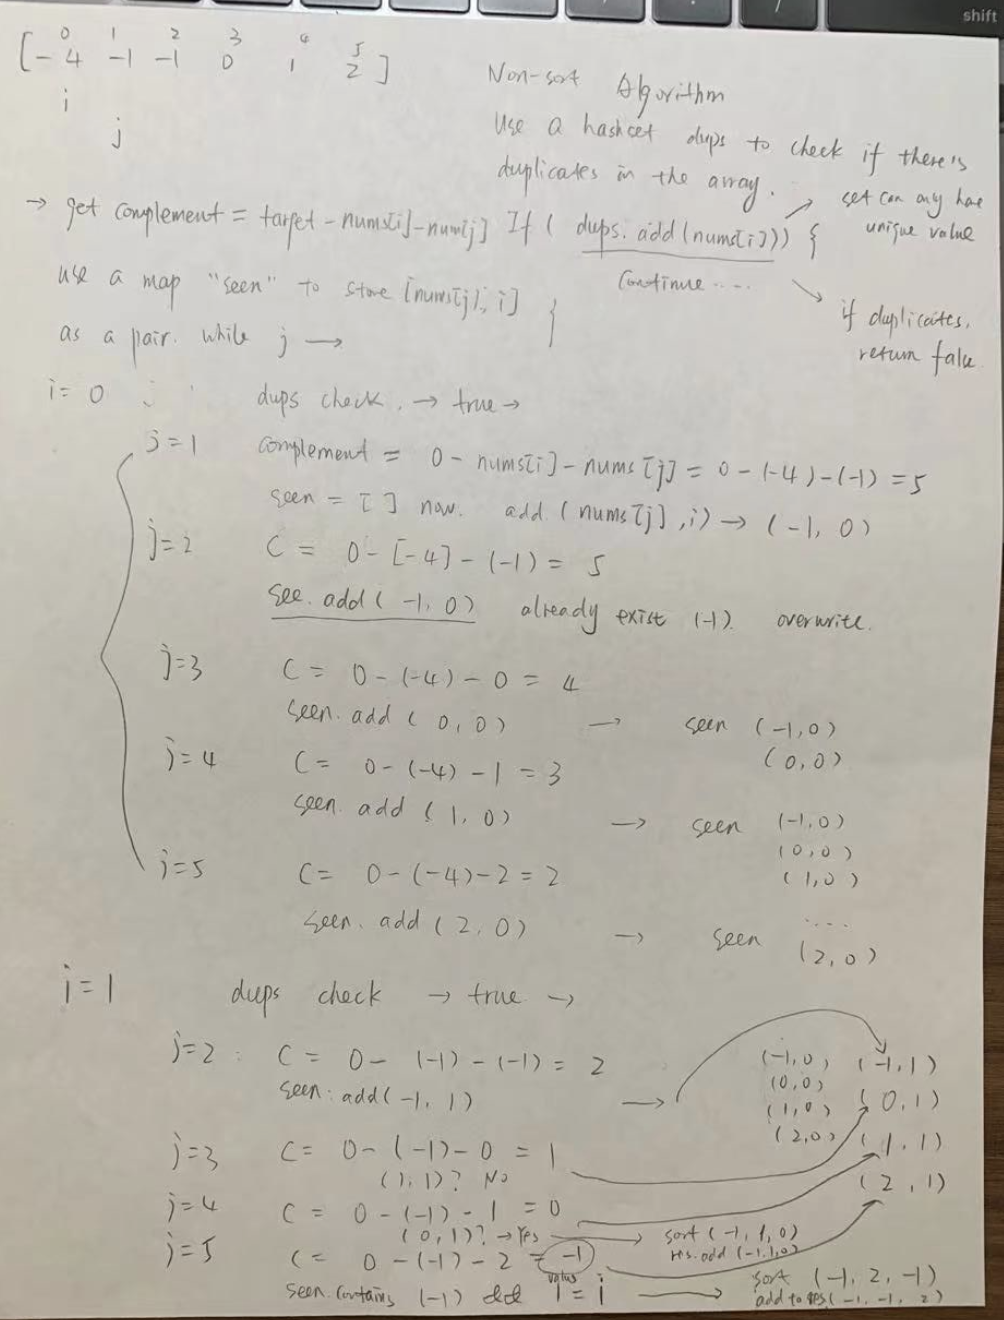 shift
0 1 2 3 4 5
[-4 -1 -1 0 1 2]
i
j
Non-sort Algorithm
Use a hashset dups to check if there's
duplicates in the array.
set can only have
unique value
→ get complement = target - nums[i] - nums[j] If ( dups.add(nums[i])) {
Continue ....
}
if duplicates,
return false
use a map "seen" to store [nums[j], i]
as a pair. while j →
i = 0 dups check. → true →
j=1 complement = 0 - nums[i] - nums[j] = 0 - (-4) - (-1) = 5
seen = [ ] now. add (nums[j], i) → (-1, 0)
j=2 C = 0 - [-4] - (-1) = 5
see. add ( -1, 0) already exist (-1). overwrite.
j=3 C = 0 - (-4) - 0 = 4
seen. add ( 0, 0) → seen (-1,0)
(0,0)
j=4 C = 0 - (-4) - 1 = 3
seen. add ( 1, 0) → seen (-1,0)
(0,0)
(1,0)
j=5 C = 0 - (-4) - 2 = 2
seen. add ( 2, 0) → seen ....
(2,0)
i=1 dups check → true →
j=2: C = 0 - (-1) - (-1) = 2
seen: add(-1, 1) →
(-1,0) (-1,1)
(0,0) (0,1)
(1,0) (1,1)
(2,0) (2,1)
j=3 C = 0 - (-1) - 0 = 1
(1,1)? No
j=4 C = 0 - (-1) - 1 = 0
(0,1)? → Yes → sort (-1, 1, 0)
res.add (-1,1,0)
j=5 C = 0 - (-1) - 2 = -1
seen. contains (-1) value i = i → sort (-1, 2, -1)
add to res(-1, -1, 2)